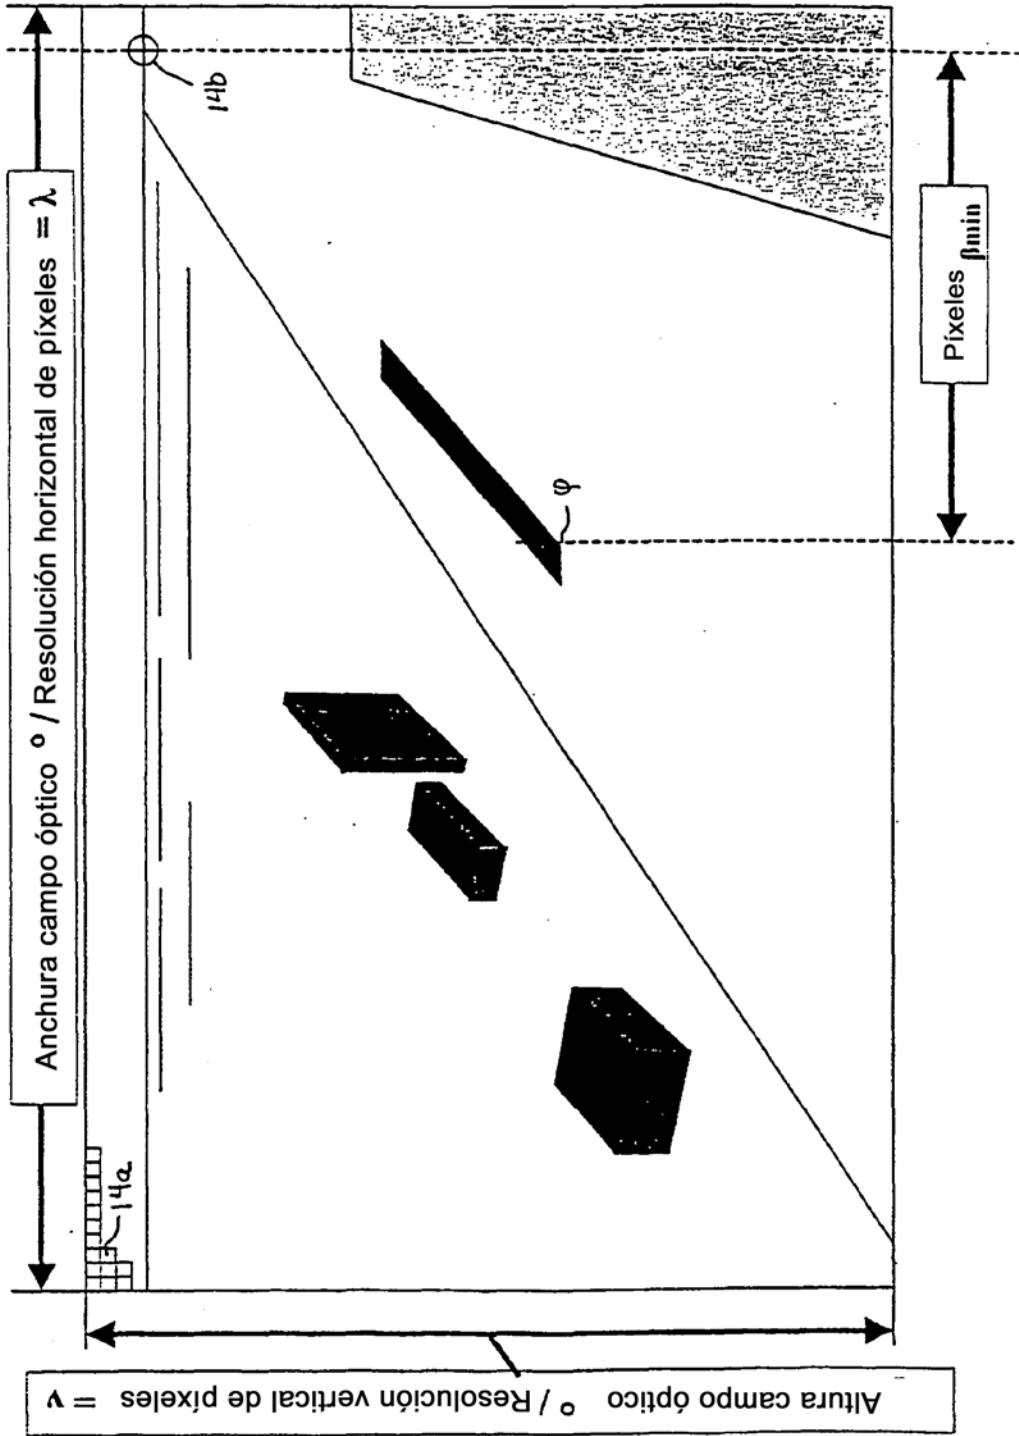 Anchura campo óptico º / Resolución horizontal de píxeles = λ
14b
14a
φ
Píxeles βmin
Altura campo óptico º / Resolución vertical de píxeles = ν